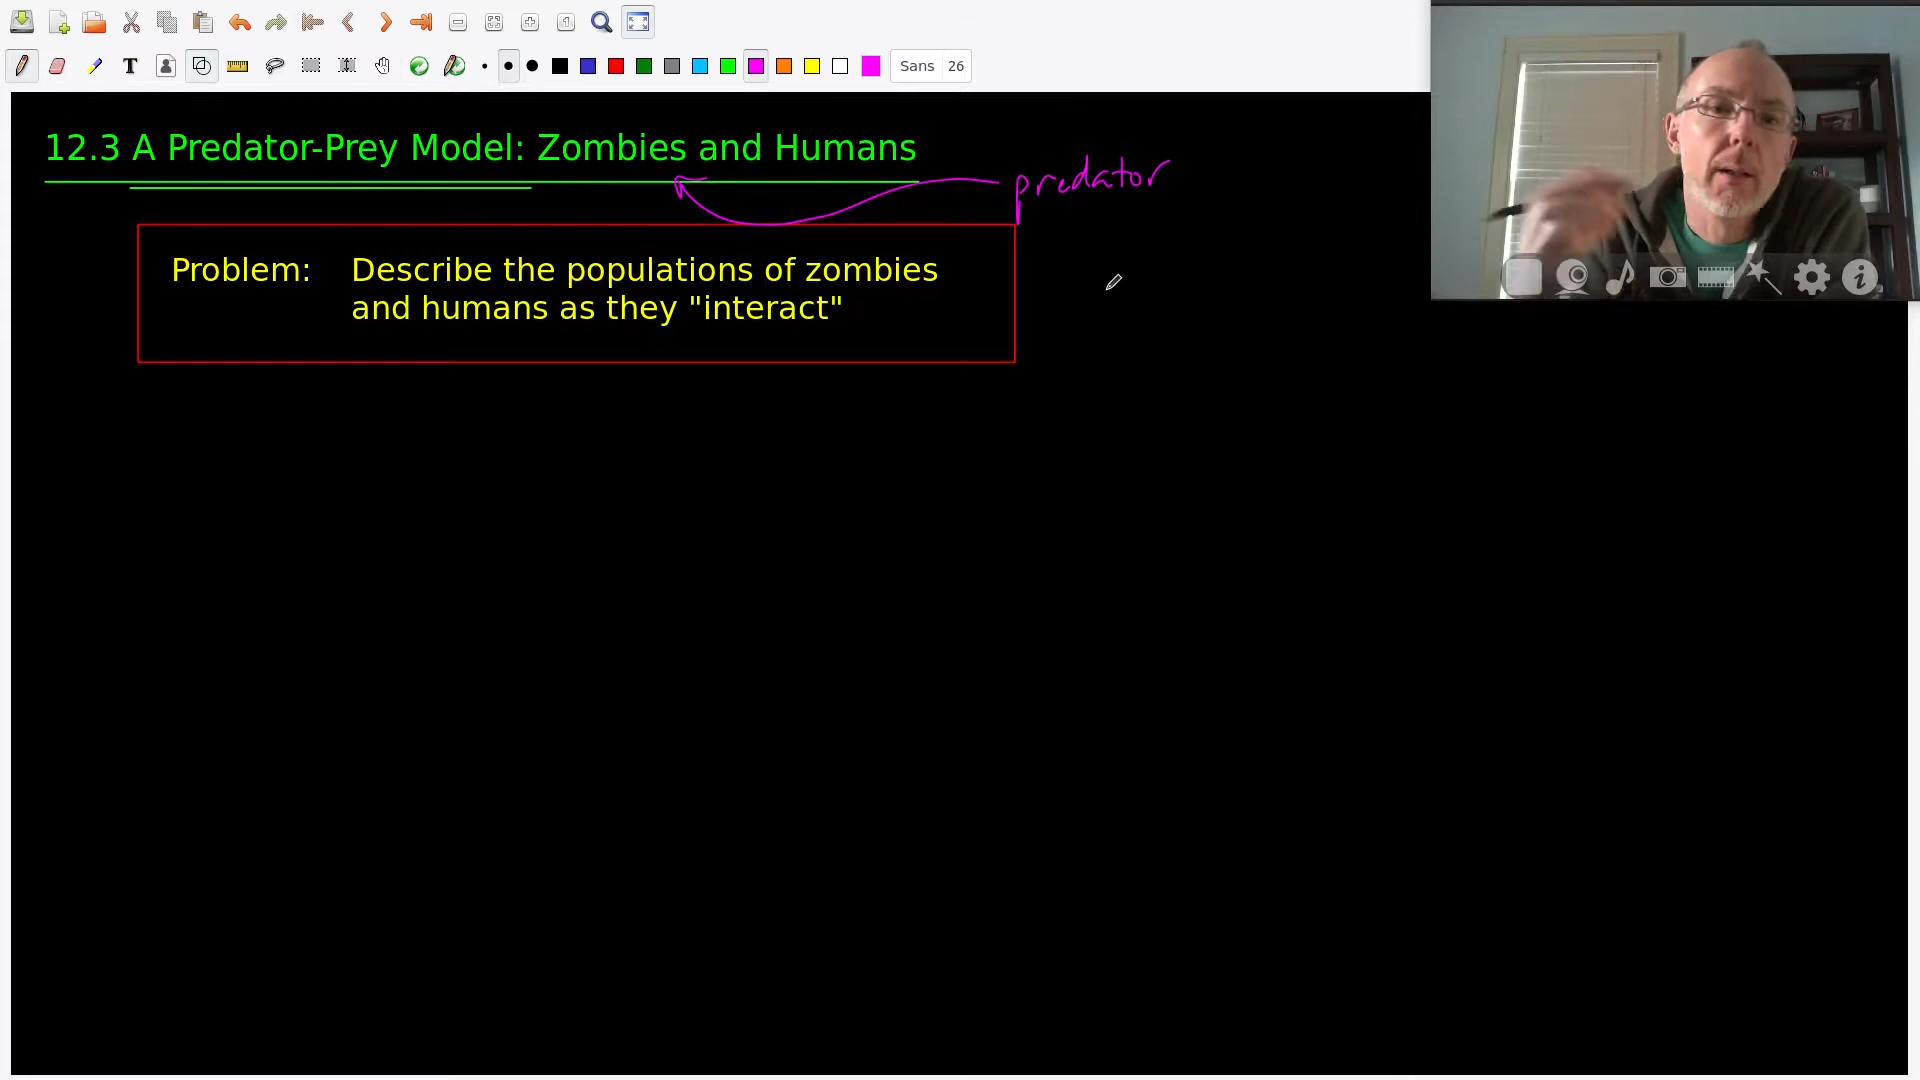 Sans 26
12.3 A Predator-Prey Model: Zombies and Humans
predator
Problem: Describe the populations of zombies
and humans as they "interact"